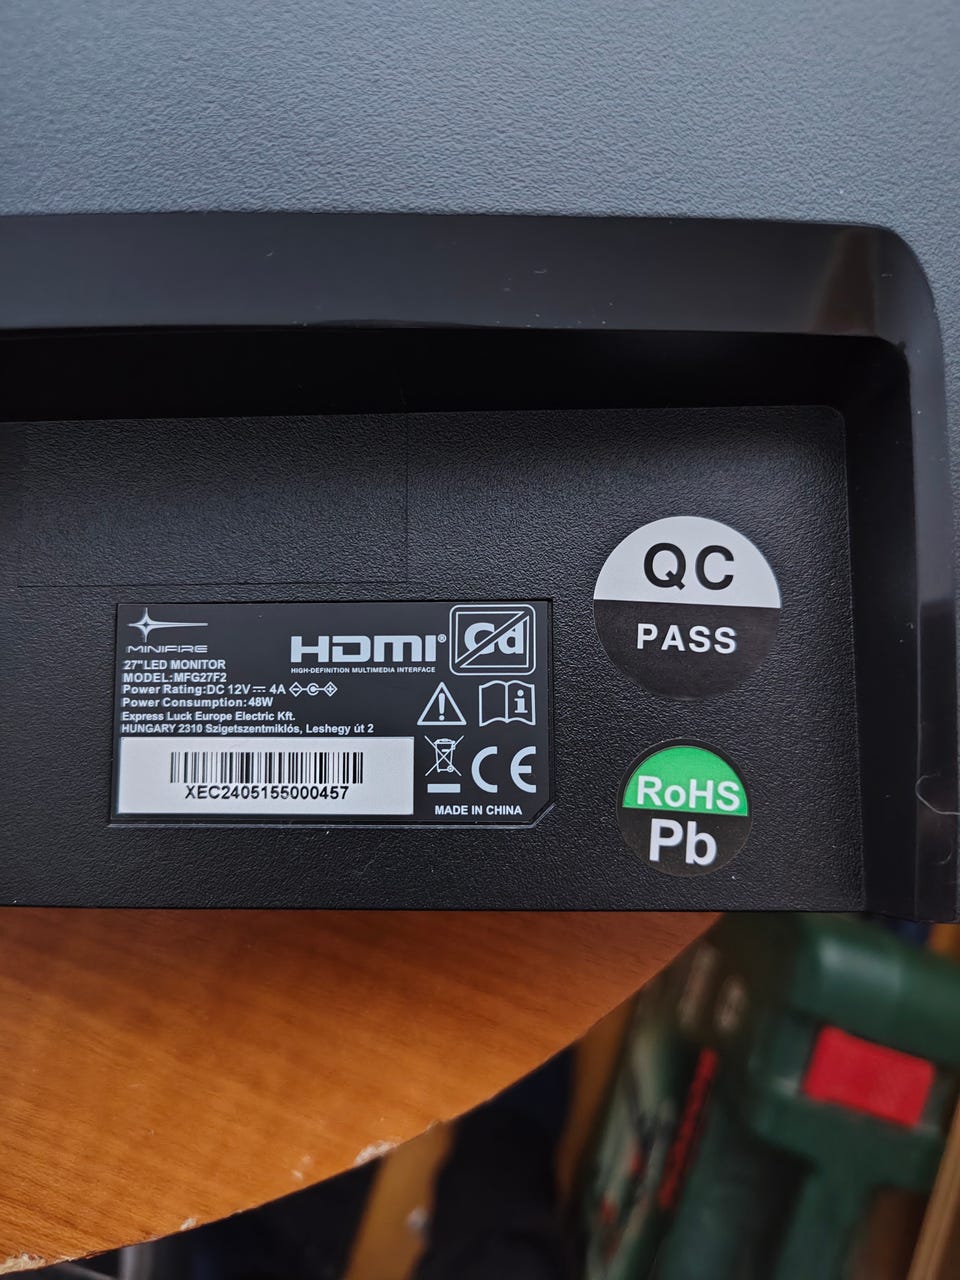 MINIFIRE
27"LED MONITOR
MODEL:MFG27F2
Power Rating:DC 12V⎓ 4A
Power Consumption:48W
Express Luck Europe Electric Kft.
HUNGARY 2310 Szigetszentmiklós, Leshegy út 2
XEC2405155000457
HDMI®
HIGH-DEFINITION MULTIMEDIA INTERFACE
Cd
CE
MADE IN CHINA
QC
PASS
RoHS
Pb